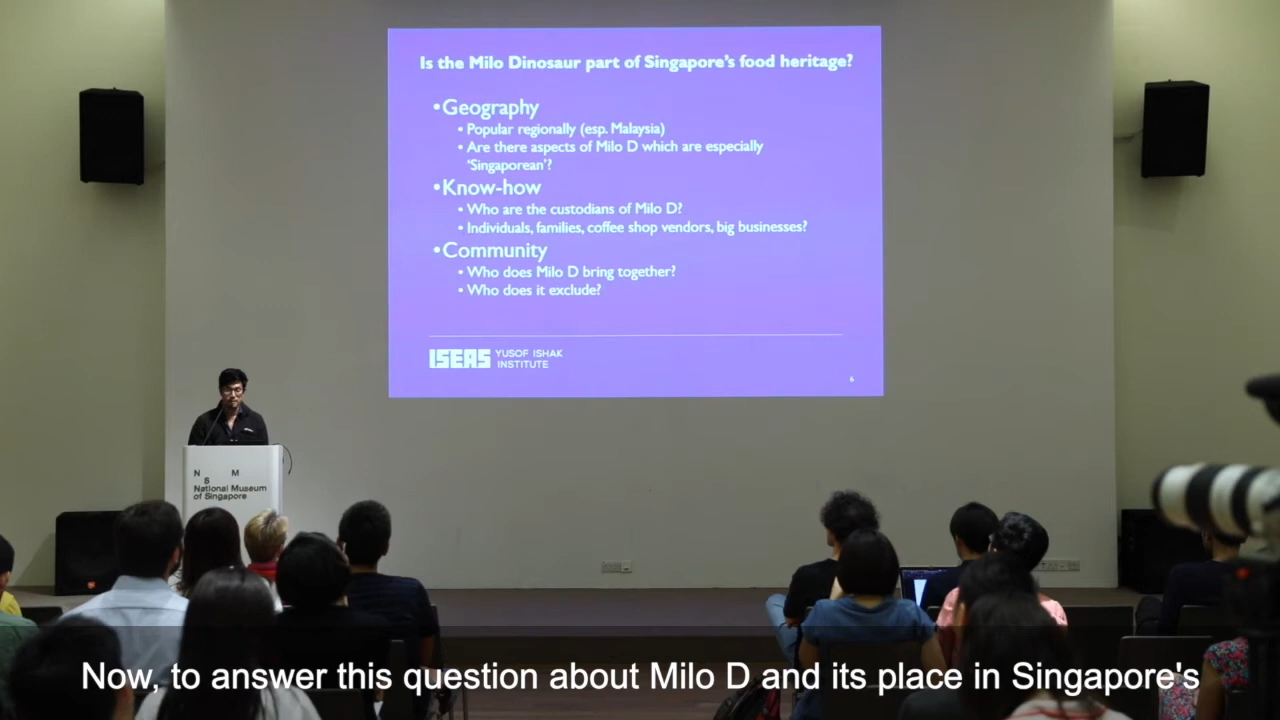 Is the Milo Dinosaur part of Singapore's food heritage?
•Geography
• Popular regionally (esp. Malaysia)
• Are there aspects of Milo D which are especially
'Singaporean'?
•Know-how
• Who are the custodians of Milo D?
• Individuals, families, coffee shop vendors, big businesses?
•Community
• Who does Milo D bring together?
• Who does it exclude?
ISEAS YUSOF ISHAK
INSTITUTE
6
N M
S
National Museum
of Singapore
Now, to answer this question about Milo D and its place in Singapore's